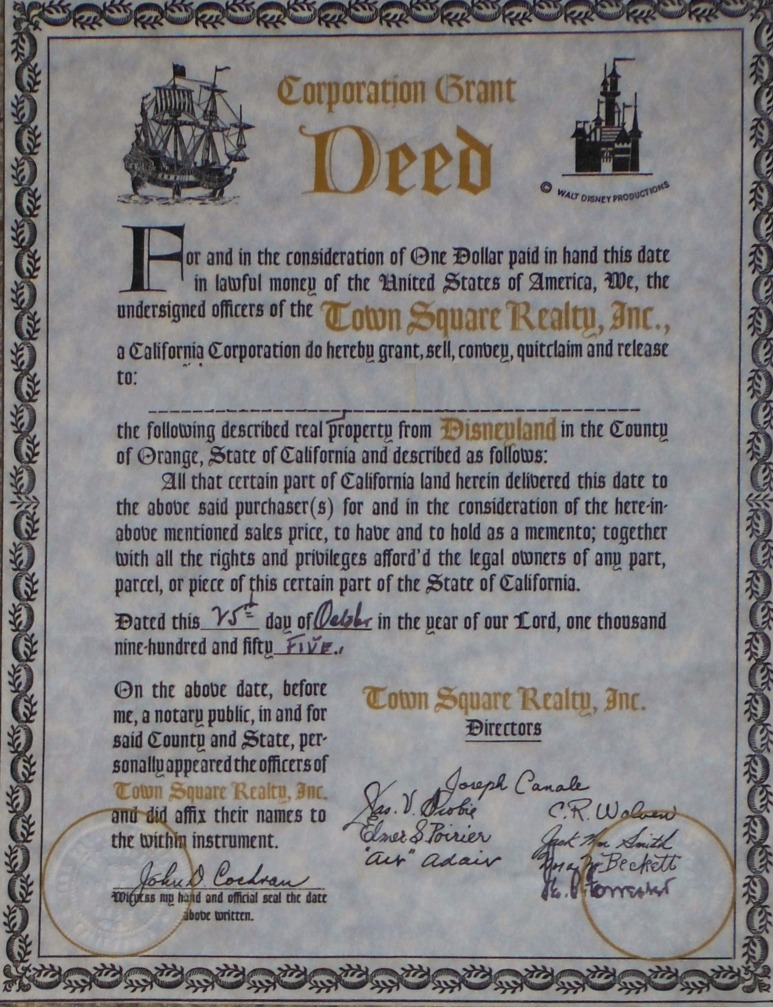 Corporation Grant
Deed
© WALT DISNEY PRODUCTIONS
For and in the consideration of One Dollar paid in hand this date
in lawful money of the United States of America, We, the
undersigned officers of the Town Square Realty, Inc.,
a California Corporation do hereby grant, sell, convey, quitclaim and release
to:
the following described real property from Disneyland in the County
of Orange, State of California and described as follows:
All that certain part of California land herein delivered this date to
the above said purchaser(s) for and in the consideration of the here-in-
above mentioned sales price, to have and to hold as a memento; together
with all the rights and privileges afford'd the legal owners of any part,
parcel, or piece of this certain part of the State of California.
Dated this 25th day of October in the year of our Lord, one thousand
nine-hundred and fifty FIVE.
On the above date, before
me, a notary public, in and for
said County and State, per-
sonally appeared the officers of
Town Square Realty, Inc.
and did affix their names to
the within instrument.
John D Cochran
Witness my hand and official seal the date
above written.
Town Square Realty, Inc.
Directors
Joseph Canale
Jas. V.
C.R.
Elmer S. Poirier
Jack Smith
"Air" Adair
Beckett
Forrester